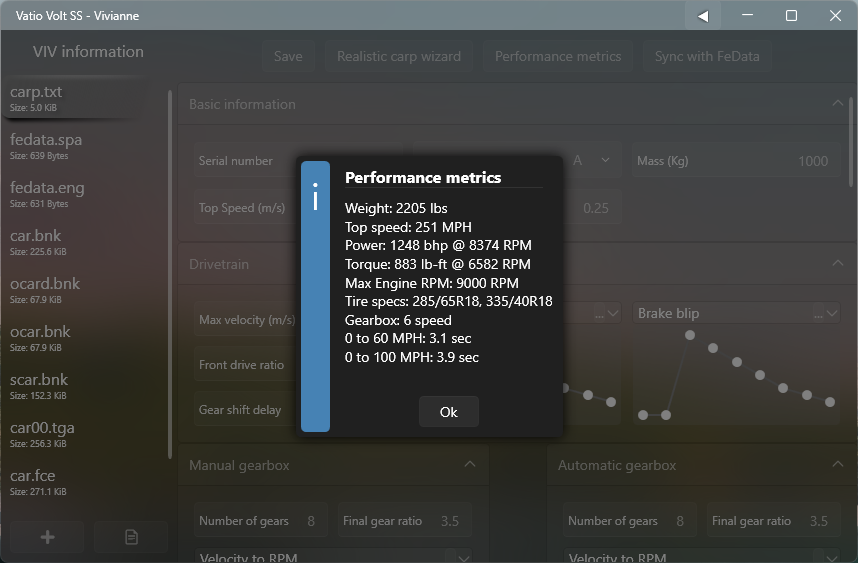 Vatio Volt SS - Vivianne
VIV information
Save
Realistic carp wizard
Performance metrics
Sync with FeData
carp.txt
Size: 5.0 KiB
fedata.spa
Size: 639 Bytes
fedata.eng
Size: 631 Bytes
car.bnk
Size: 225.6 KiB
ocard.bnk
Size: 67.9 KiB
ocar.bnk
Size: 67.9 KiB
scar.bnk
Size: 152.3 KiB
car00.tga
Size: 256.3 KiB
car.fce
Size: 271.1 KiB
Basic information
Serial number
A
Mass (Kg)
1000
Top Speed (m/s)
0.25
Drivetrain
Max velocity (m/s)
...
Brake blip
...
Front drive ratio
Gear shift delay
Performance metrics
Weight: 2205 lbs
Top speed: 251 MPH
Power: 1248 bhp @ 8374 RPM
Torque: 883 lb-ft @ 6582 RPM
Max Engine RPM: 9000 RPM
Tire specs: 285/65R18, 335/40R18
Gearbox: 6 speed
0 to 60 MPH: 3.1 sec
0 to 100 MPH: 3.9 sec
Ok
Manual gearbox
Number of gears 8
Final gear ratio 3.5
Velocity to RPM
Automatic gearbox
Number of gears 8
Final gear ratio 3.5
Velocity to RPM